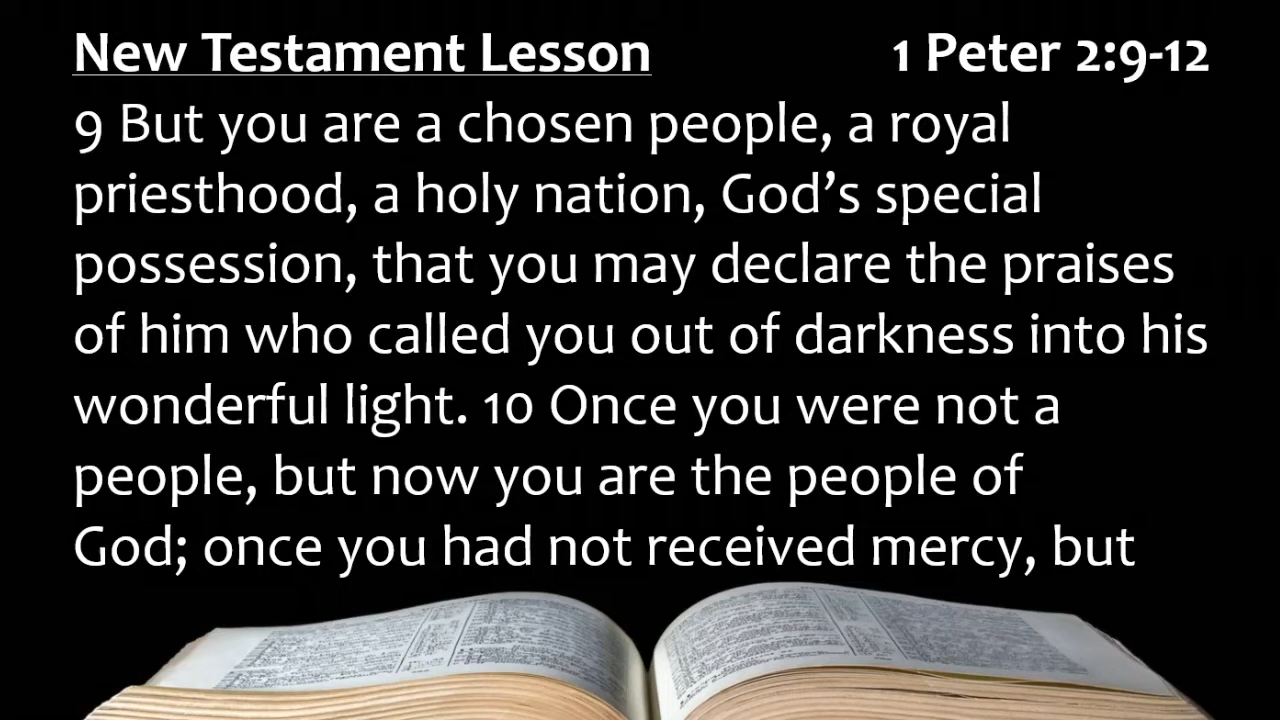 New Testament Lesson 1 Peter 2:9-12
9 But you are a chosen people, a royal
priesthood, a holy nation, God’s special
possession, that you may declare the praises
of him who called you out of darkness into his
wonderful light. 10 Once you were not a
people, but now you are the people of
God; once you had not received mercy, but